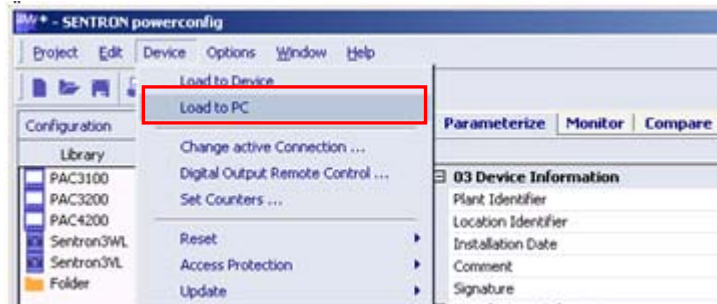 * - SENTRON powerconfig
Project Edit Device Options Window Help
Load to Device
Load to PC
Change active Connection ...
Digital Output Remote Control ...
Set Counters ...
Reset
Access Protection
Update
Configuration
Library
PAC3100
PAC3200
PAC4200
Sentron3WL
Sentron3VL
Folder
Parameterize Monitor Compare
03 Device Information
Plant Identifier
Location Identifier
Installation Date
Comment
Signature